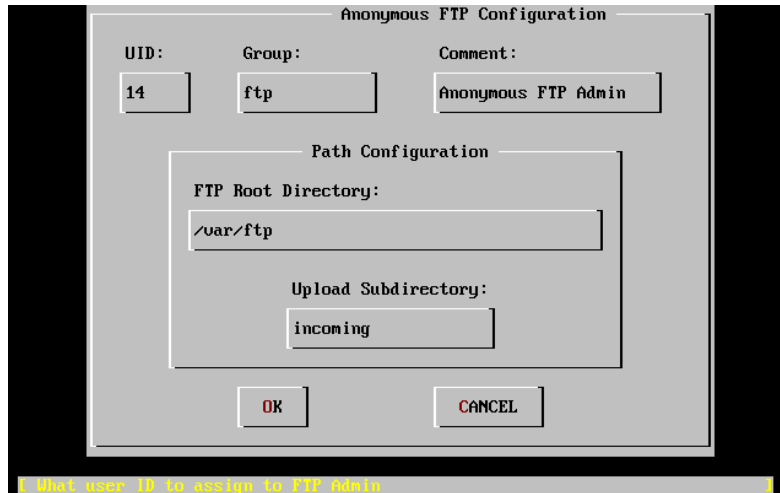 Anonymous FTP Configuration
UID: Group: Comment:
14 ftp Anonymous FTP Admin
Path Configuration
FTP Root Directory:
/var/ftp
Upload Subdirectory:
incoming
OK CANCEL
[ What user ID to assign to FTP Admin ]